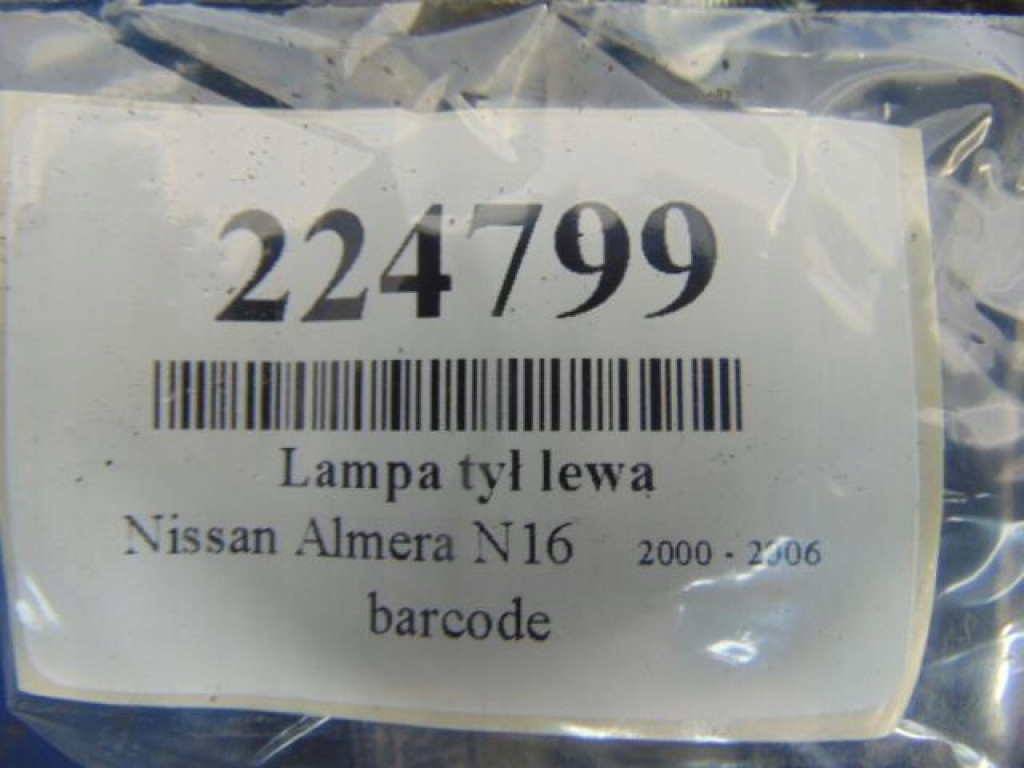 224799
Lampa tył lewa
Nissan Almera N16 2000 - 2006
barcode